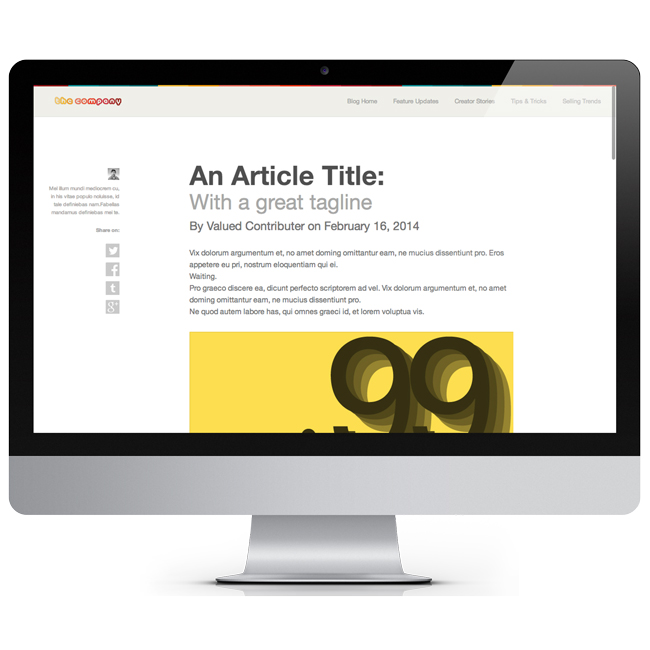 the company
Blog Home Feature Updates Creator Stories Tips & Tricks Selling Trends
Mei illum mundi mediocrem cu,
in his vitae populo noluisse, id
tale definiebas nam.Fabellas
mandamus definiebas mei te.
Share on:
An Article Title:
With a great tagline
By Valued Contributer on February 16, 2014
Vix dolorum argumentum et, no amet doming omittantur eam, ne mucius dissentiunt pro. Eros
appetere eu pri, nostrum eloquentiam qui ei.
Waiting.
Pro graeco discere ea, dicunt perfecto scriptorem ad vel. Vix dolorum argumentum et, no amet
doming omittantur eam, ne mucius dissentiunt pro.
Ne quod autem labore has, qui omnes graeci id, et lorem voluptua vis.
99